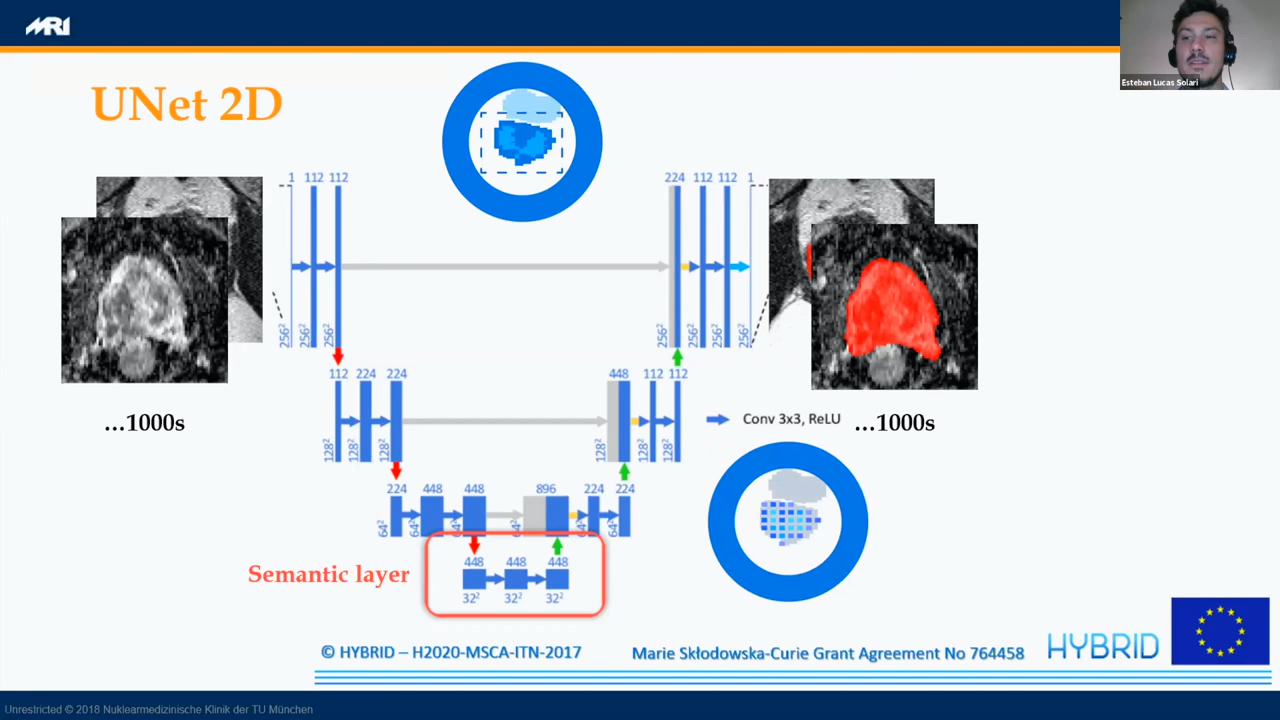 MRI
Esteban Lucas Solari
UNet 2D
1 112 112
224 112 112 1
256² 256² 256²
256² 256² 256² 256²
112 224 224
448 112 112
128² 128² 128²
128² 128² 128²
Conv 3x3, ReLU
...1000s
...1000s
224 448 448
896 224 224
64² 64² 64²
64² 64² 64²
448 448 448
32² 32² 32²
Semantic layer
© HYBRID – H2020-MSCA-ITN-2017
Marie Skłodowska-Curie Grant Agreement No 764458
HYBRID
Unrestricted © 2018 Nuklearmedizinische Klinik der TU München